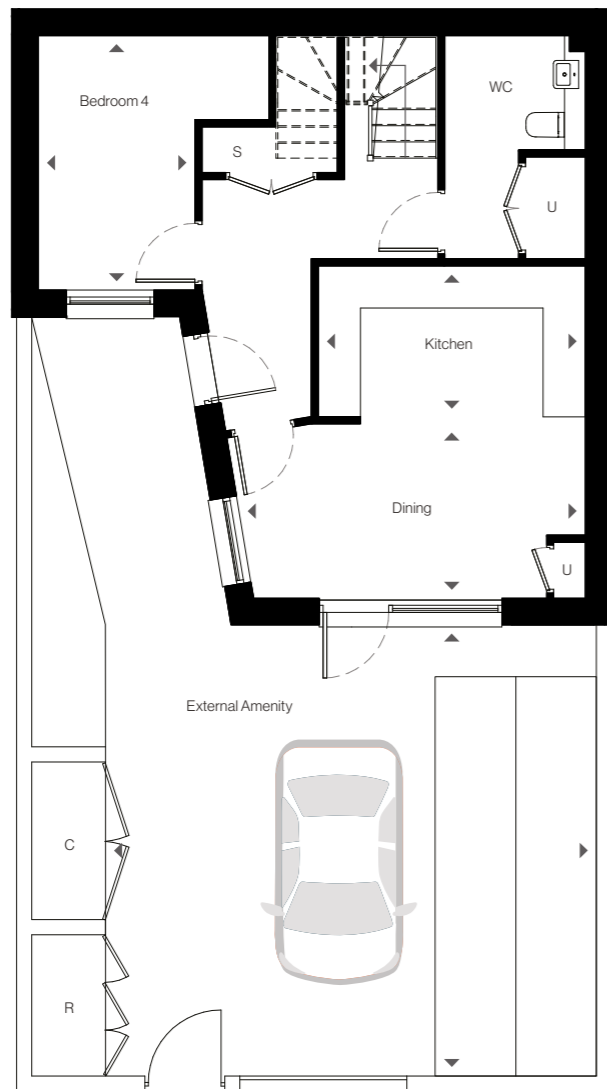 Bedroom 4
WC
S
U
Kitchen
Dining
U
External Amenity
C
R